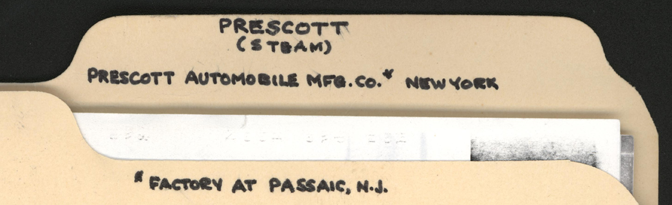 PRESCOTT
(STEAM)
PRESCOTT AUTOMOBILE MFG. CO.* NEW YORK
* FACTORY AT PASSAIC, N.J.